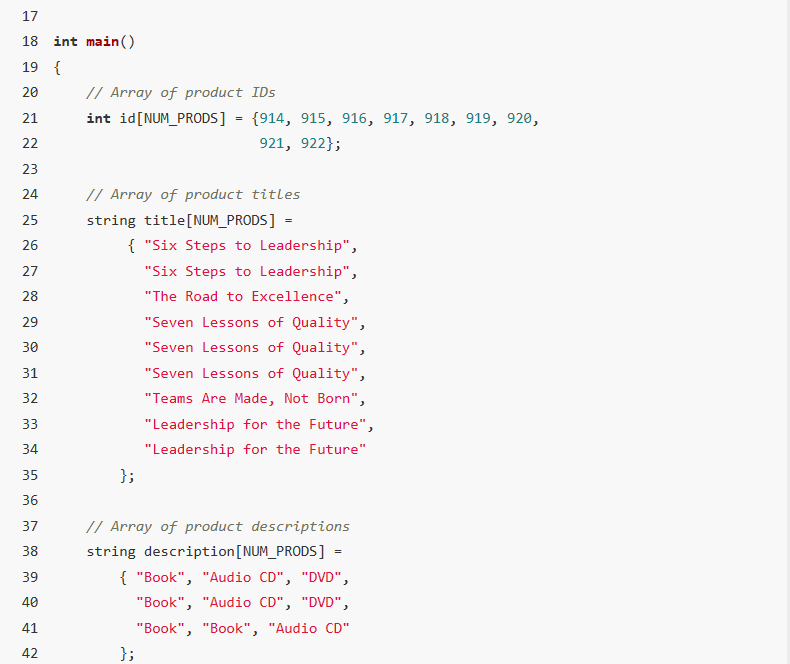 17
18 int main()
19 {
20 // Array of product IDs
21 int id[NUM_PRODS] = {914, 915, 916, 917, 918, 919, 920,
22 921, 922};
23
24 // Array of product titles
25 string title[NUM_PRODS] =
26 { "Six Steps to Leadership",
27 "Six Steps to Leadership",
28 "The Road to Excellence",
29 "Seven Lessons of Quality",
30 "Seven Lessons of Quality",
31 "Seven Lessons of Quality",
32 "Teams Are Made, Not Born",
33 "Leadership for the Future",
34 "Leadership for the Future"
35 };
36
37 // Array of product descriptions
38 string description[NUM_PRODS] =
39 { "Book", "Audio CD", "DVD",
40 "Book", "Audio CD", "DVD",
41 "Book", "Book", "Audio CD"
42 };